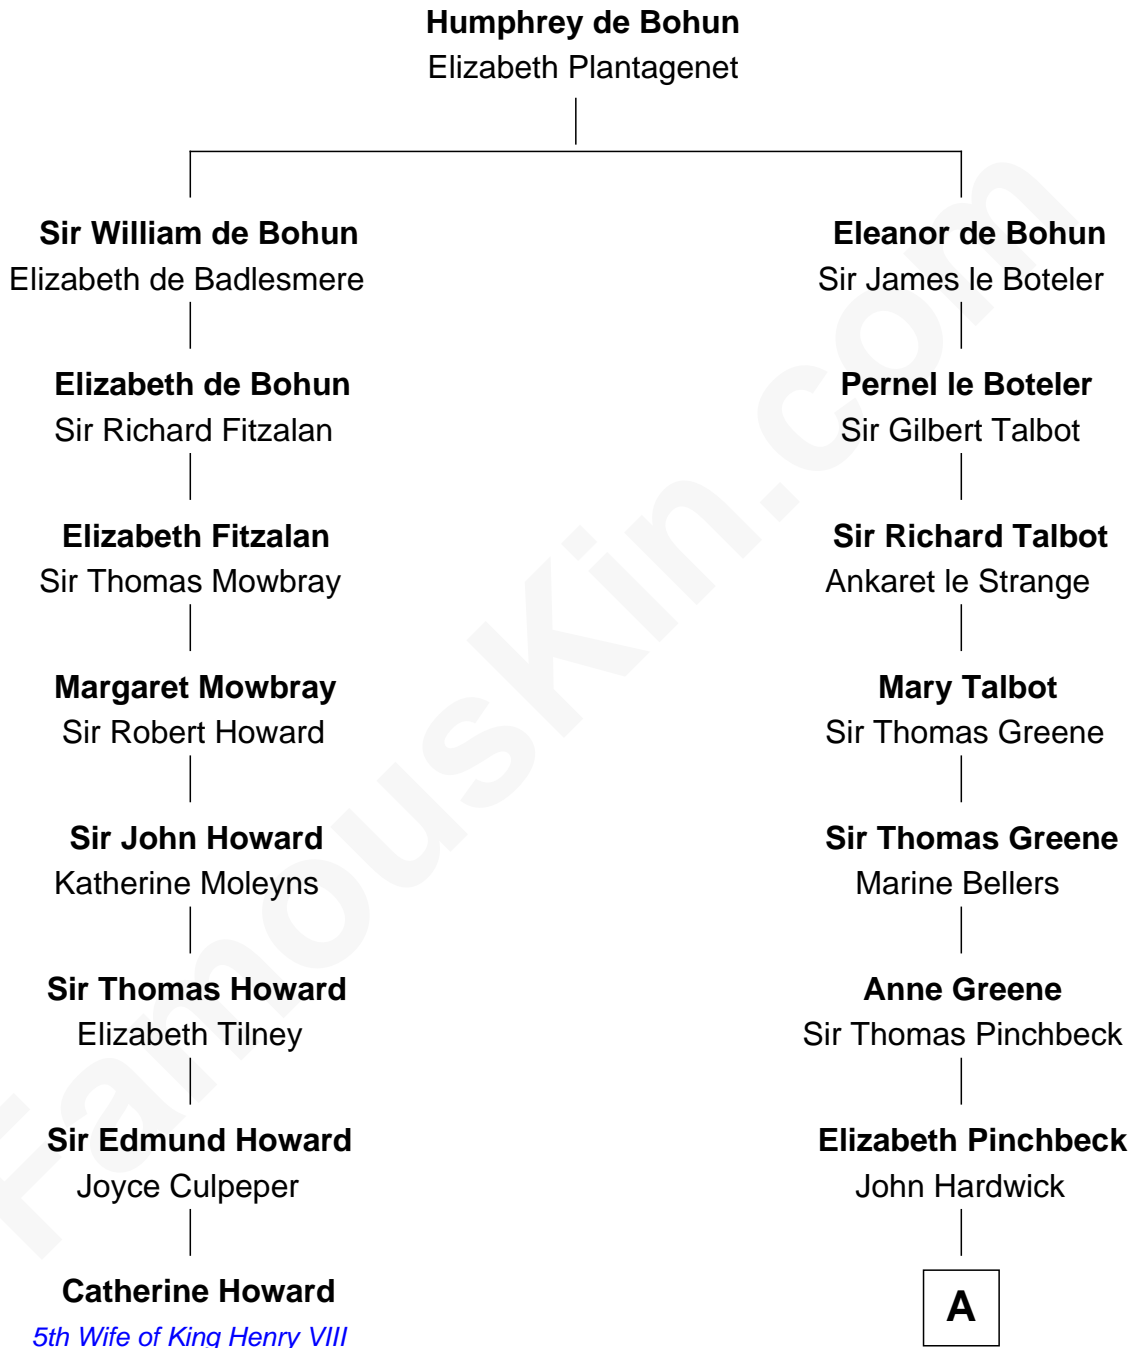 Humphrey de Bohun
Elizabeth Plantagenet
Sir William de Bohun
Elizabeth de Badlesmere
Elizabeth de Bohun
Sir Richard Fitzalan
Elizabeth Fitzalan
Sir Thomas Mowbray
Margaret Mowbray
Sir Robert Howard
Sir John Howard
Katherine Moleyns
Sir Thomas Howard
Elizabeth Tilney
Sir Edmund Howard
Joyce Culpeper
Catherine Howard
5th Wife of King Henry VIII
Eleanor de Bohun
Sir James le Boteler
Pernel le Boteler
Sir Gilbert Talbot
Sir Richard Talbot
Ankaret le Strange
Mary Talbot
Sir Thomas Greene
Sir Thomas Greene
Marine Bellers
Anne Greene
Sir Thomas Pinchbeck
Elizabeth Pinchbeck
John Hardwick
A
FamousKin.com